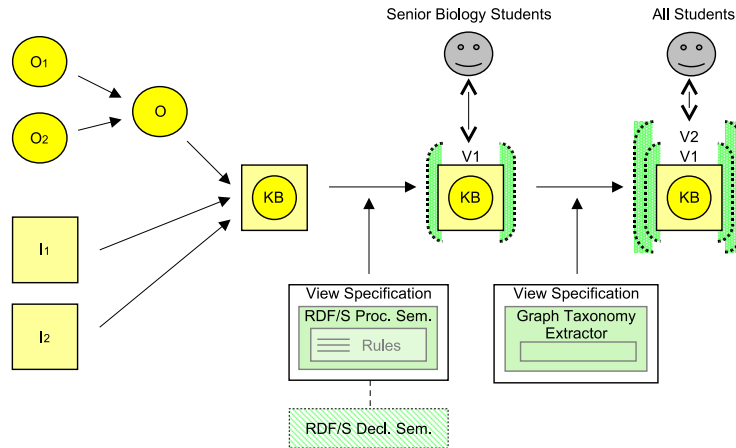 Senior Biology Students
All Students
O1
O2
O
I1
I2
KB
V1
KB
V2
V1
KB
View Specification
RDF/S Proc. Sem.
Rules
RDF/S Decl. Sem.
View Specification
Graph Taxonomy
Extractor